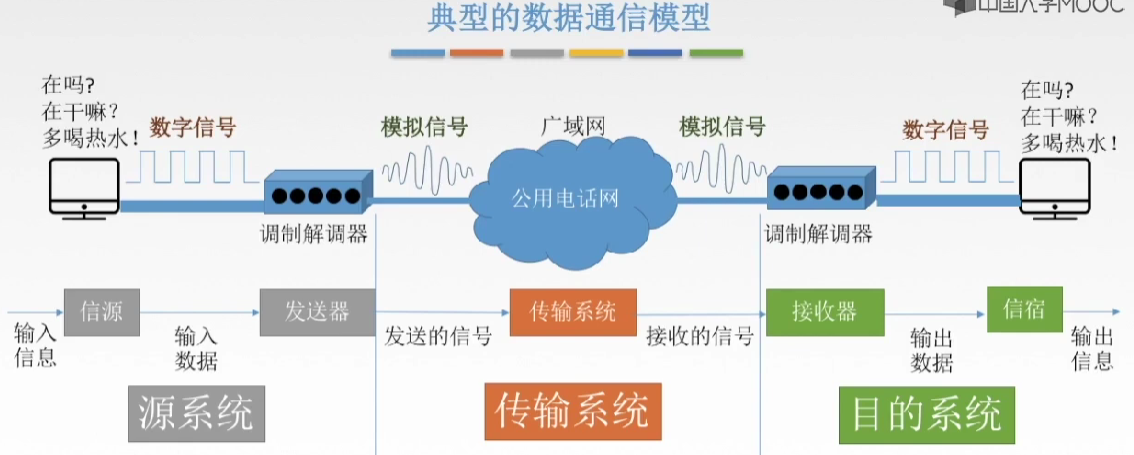 中国大学MOOC
典型的数据通信模型
在吗?
在干嘛?
多喝热水!
数字信号
模拟信号
广域网
模拟信号
数字信号
在吗?
在干嘛?
多喝热水!
公用电话网
调制解调器
调制解调器
信源
发送器
传输系统
接收器
信宿
输入
信息
输入
数据
发送的信号
接收的信号
输出
数据
输出
信息
源系统
传输系统
目的系统